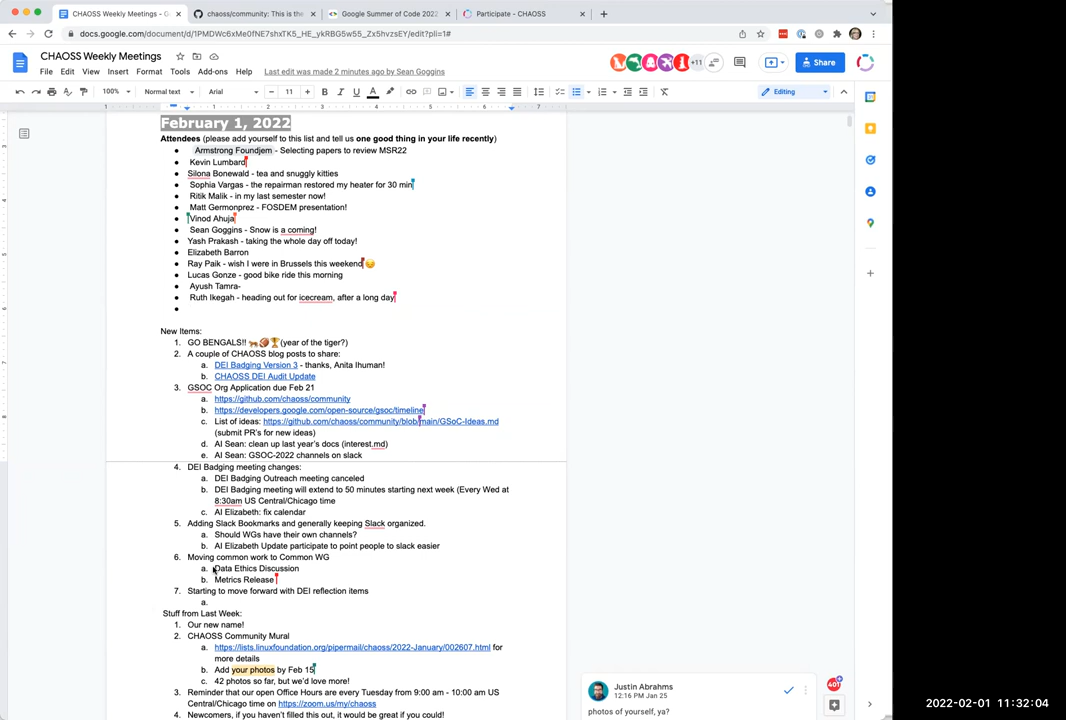 CHAOSS Weekly Meetings - G
chaoss/community: This is the
Google Summer of Code 2022
Participate - CHAOSS
docs.google.com/document/d/1PMDWc6xMe0fNE7shXTK5_HE_ykRBG5w55_Zx5hvzsEY/edit?pli=1#
CHAOSS Weekly Meetings
+11
Share
File Edit View Insert Format Tools Add-ons Help Last edit was made 2 minutes ago by Sean Goggins
100% Normal text Arial 11 B I U A Editing
February 1, 2022
Attendees (please add yourself to this list and tell us one good thing in your life recently)
Armstrong Foundjem - Selecting papers to review MSR22
Kevin Lumbard
Silona Bonewald - tea and snuggly kitties
Sophia Vargas - the repairman restored my heater for 30 min
Ritik Malik - in my last semester now!
Matt Germonprez - FOSDEM presentation!
Vinod Ahuja
Sean Goggins - Snow is a coming!
Yash Prakash - taking the whole day off today!
Elizabeth Barron
Ray Paik - wish I were in Brussels this weekend 😔
Lucas Gonze - good bike ride this morning
Ayush Tamra-
Ruth Ikegah - heading out for icecream, after a long day
New Items:
1. GO BENGALS!! 🐅🏈🏆(year of the tiger?)
2. A couple of CHAOSS blog posts to share:
a. DEI Badging Version 3 - thanks, Anita Ihuman!
b. CHAOSS DEI Audit Update
3. GSOC Org Application due Feb 21
a. https://github.com/chaoss/community
b. https://developers.google.com/open-source/gsoc/timeline
c. List of ideas: https://github.com/chaoss/community/blob/main/GSoC-Ideas.md
(submit PR's for new ideas)
d. AI Sean: clean up last year's docs (interest.md)
e. AI Sean: GSOC-2022 channels on slack
4. DEI Badging meeting changes:
a. DEI Badging Outreach meeting canceled
b. DEI Badging meeting will extend to 50 minutes starting next week (Every Wed at
8:30am US Central/Chicago time
c. AI Elizabeth: fix calendar
5. Adding Slack Bookmarks and generally keeping Slack organized.
a. Should WGs have their own channels?
b. AI Elizabeth Update participate to point people to slack easier
6. Moving common work to Common WG
a. Data Ethics Discussion
b. Metrics Release
7. Starting to move forward with DEI reflection items
a.
Stuff from Last Week:
1. Our new name!
2. CHAOSS Community Mural
a. https://lists.linuxfoundation.org/pipermail/chaoss/2022-January/002607.html for
more details
b. Add your photos by Feb 15
c. 42 photos so far, but we'd love more!
3. Reminder that our open Office Hours are every Tuesday from 9:00 am - 10:00 am US
Central/Chicago time on https://zoom.us/my/chaoss
4. Newcomers, if you haven't filled this out, it would be great if you could!
Justin Abrahms
12:16 PM Jan 25
photos of yourself, ya?
401
2022-02-01 11:32:04